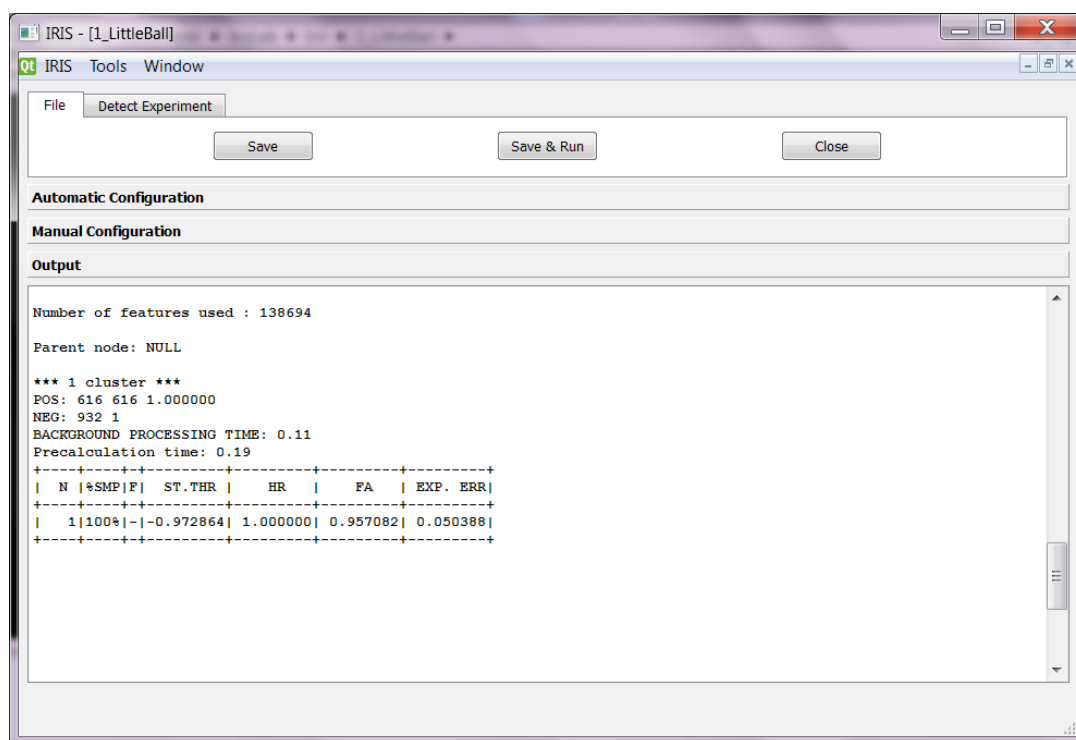 IRIS - [1_LittleBall]
Qt IRIS Tools Window
File Detect Experiment
Save Save & Run Close
Automatic Configuration
Manual Configuration
Output
Number of features used : 138694
Parent node: NULL
*** 1 cluster ***
POS: 616 616 1.000000
NEG: 932 1
BACKGROUND PROCESSING TIME: 0.11
Precalculation time: 0.19
+----+----+-+---------+---------+---------+---------+
| N |%SMP|F| ST.THR | HR | FA | EXP. ERR|
+----+----+-+---------+---------+---------+---------+
| 1|100%|-|-0.972864| 1.000000| 0.957082| 0.050388|
+----+----+-+---------+---------+---------+---------+